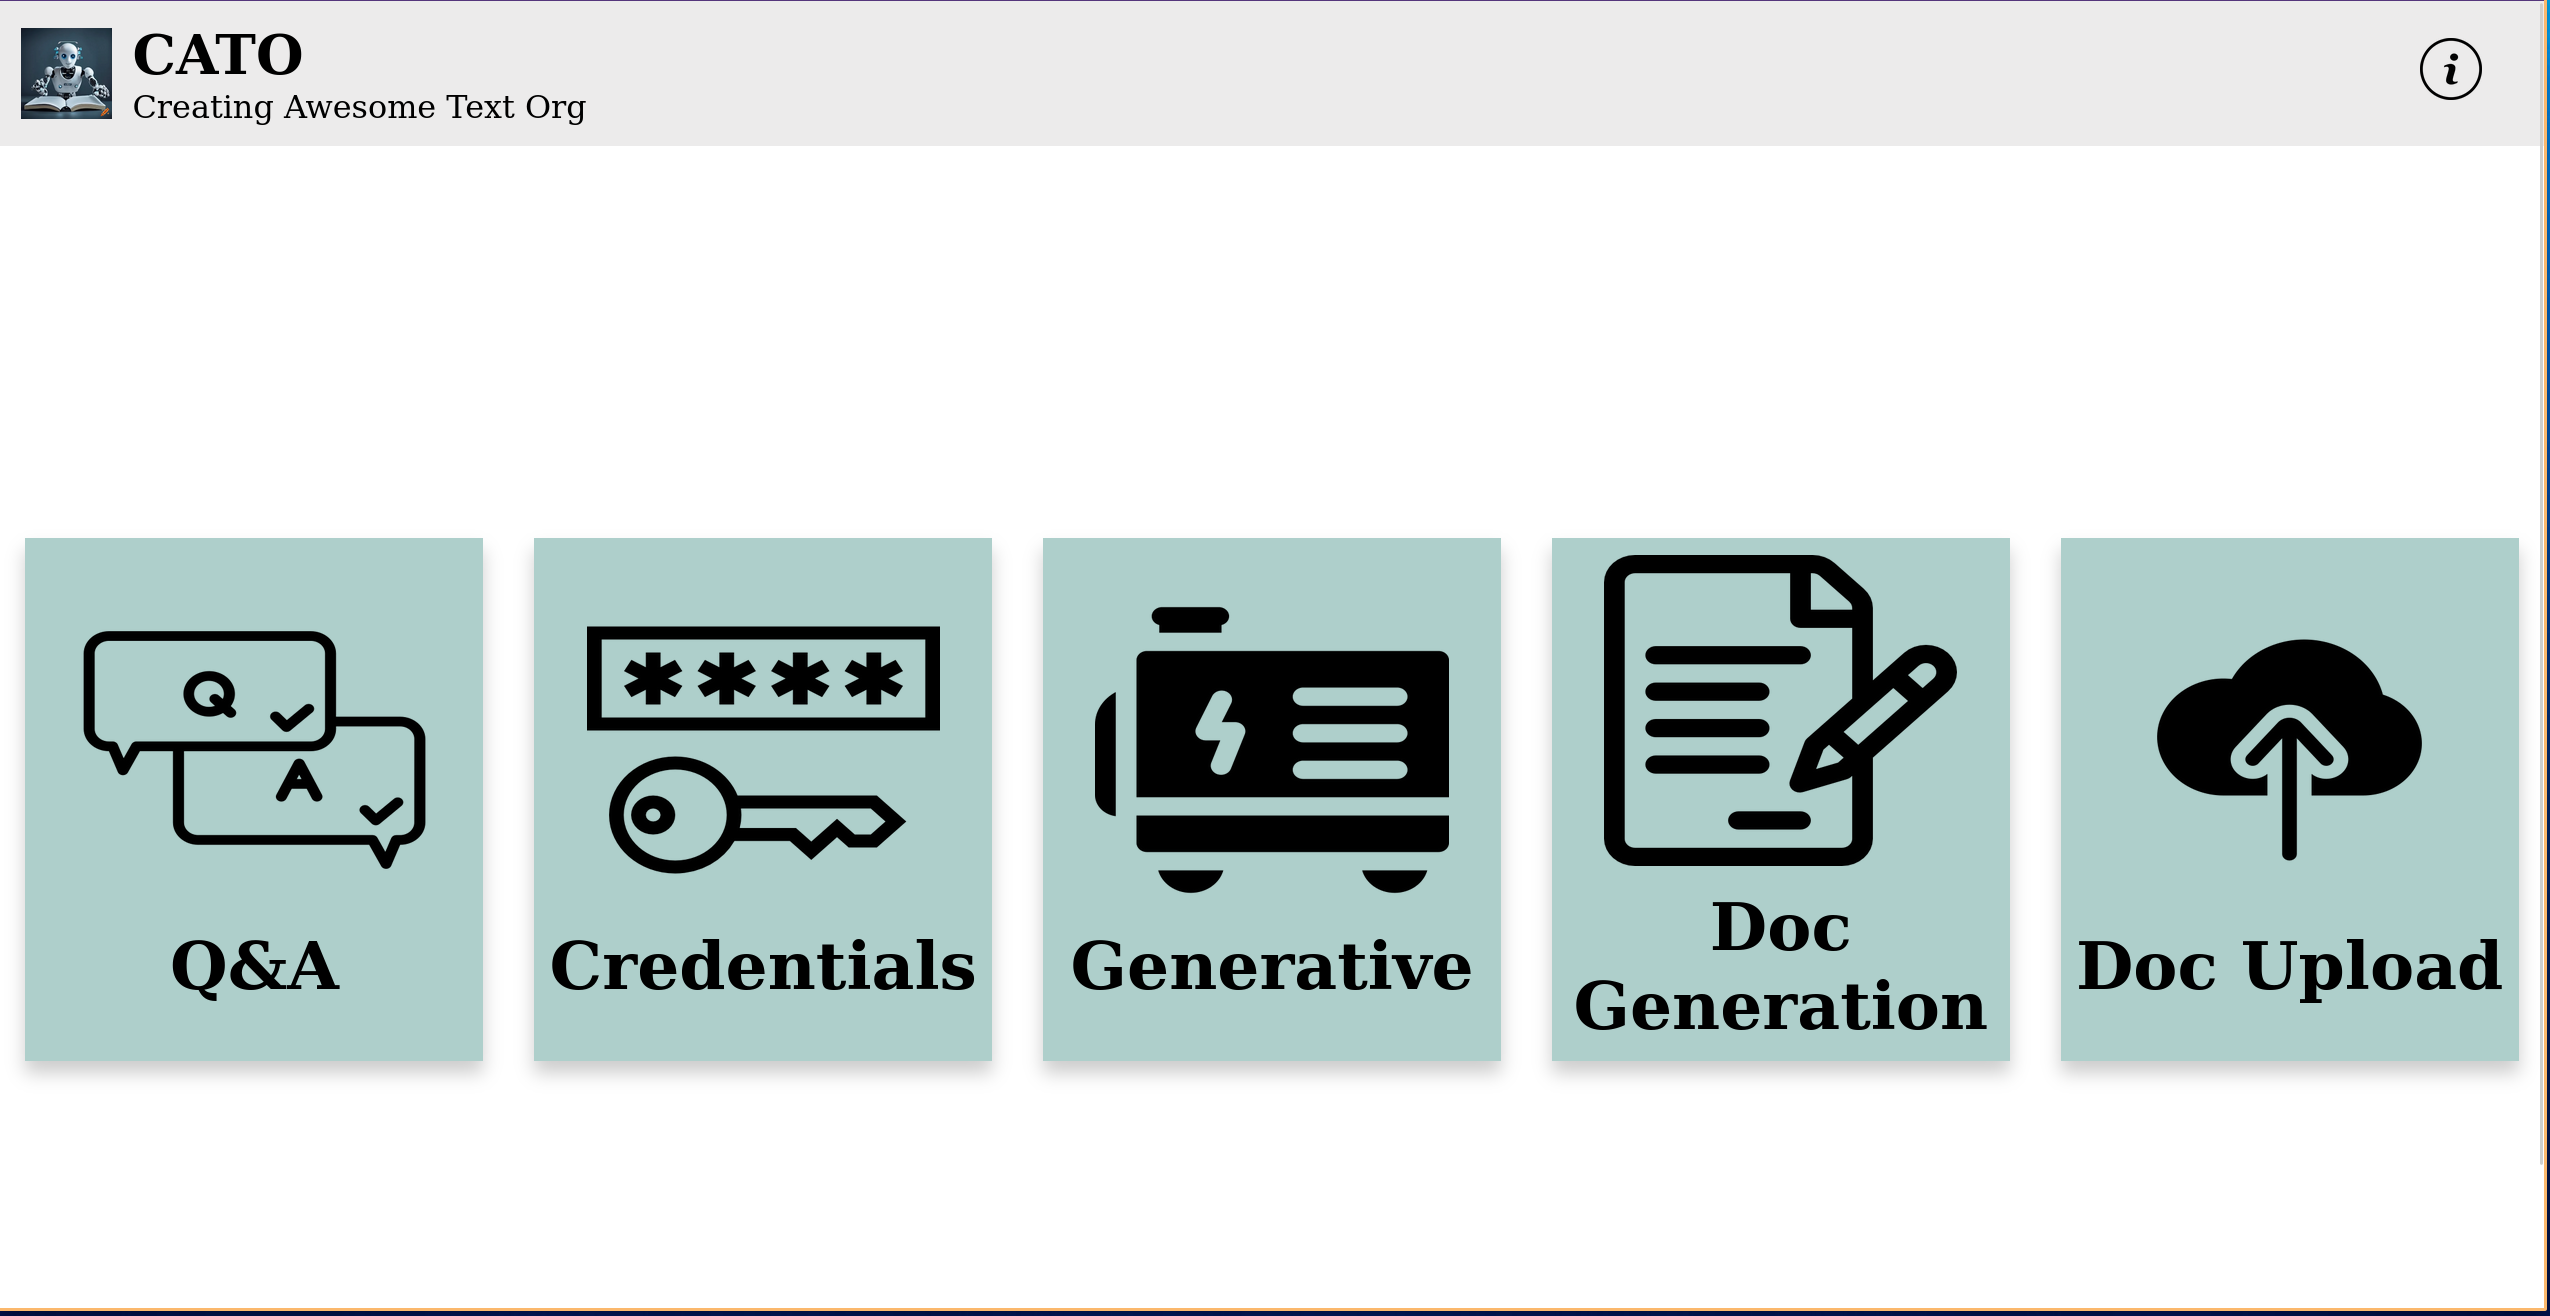 CATO
Creating Awesome Text Org
i
Q
A
****
Q&A
Credentials
Generative
Doc
Generation
Doc Upload